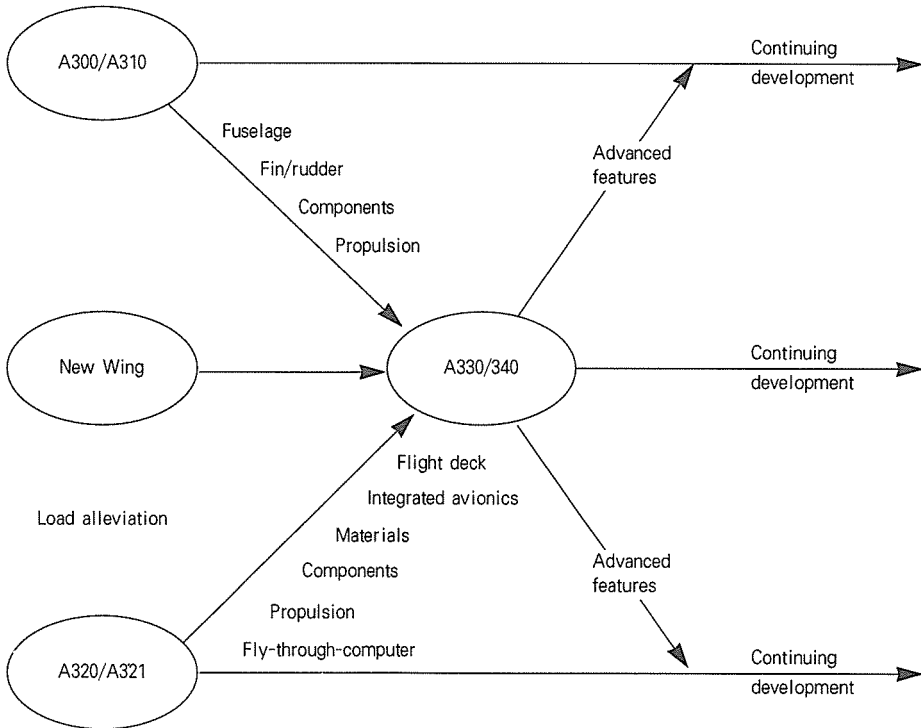 A300/A310
Continuing
development
Fuselage
Fin/rudder
Components
Propulsion
Advanced
features
New Wing
A330/340
Continuing
development
Load alleviation
Flight deck
Integrated avionics
Materials
Components
Propulsion
Fly-through-computer
Advanced
features
A320/A321
Continuing
development